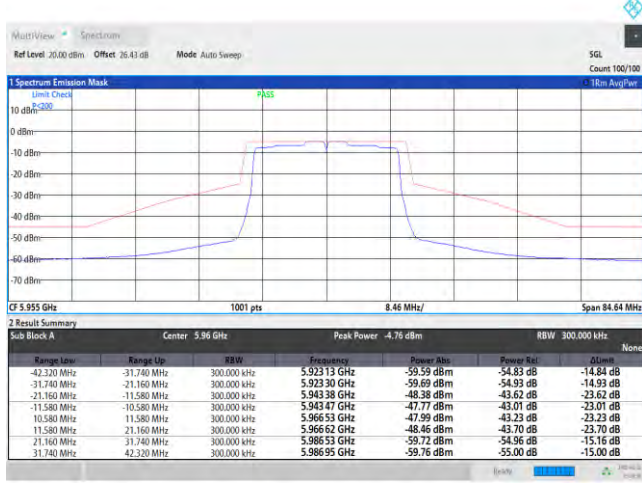 MultiView Spectrum
Ref Level 20.00 dBm Offset 26.43 dB Mode Auto Sweep SGL
Count 100/100
1 Spectrum Emission Mask 1Rm AvgPwr
Limit Check PASS
P<200
10 dBm
0 dBm
-10 dBm
-20 dBm
-30 dBm
-40 dBm
-50 dBm
-60 dBm
-70 dBm
CF 5.955 GHz 1001 pts 8.46 MHz/ Span 84.64 MHz
2 Result Summary
Sub Block A Center 5.96 GHz Peak Power -4.76 dBm RBW 300.000 kHz
None
Range Low Range Up RBW Frequency Power Abs Power Rel ΔLimit
-42.320 MHz -31.740 MHz 300.000 kHz 5.92313 GHz -59.59 dBm -54.83 dB -14.84 dB
-31.740 MHz -21.160 MHz 300.000 kHz 5.92330 GHz -59.69 dBm -54.93 dB -14.93 dB
-21.160 MHz -11.580 MHz 300.000 kHz 5.94338 GHz -48.38 dBm -43.62 dB -23.62 dB
-11.580 MHz -10.580 MHz 300.000 kHz 5.94347 GHz -47.77 dBm -43.01 dB -23.01 dB
10.580 MHz 11.580 MHz 300.000 kHz 5.96653 GHz -47.99 dBm -43.23 dB -23.23 dB
11.580 MHz 21.160 MHz 300.000 kHz 5.96662 GHz -48.46 dBm -43.70 dB -23.70 dB
21.160 MHz 31.740 MHz 300.000 kHz 5.98653 GHz -59.72 dBm -54.96 dB -15.16 dB
31.740 MHz 42.320 MHz 300.000 kHz 5.98695 GHz -59.76 dBm -55.00 dB -15.00 dB
Ready